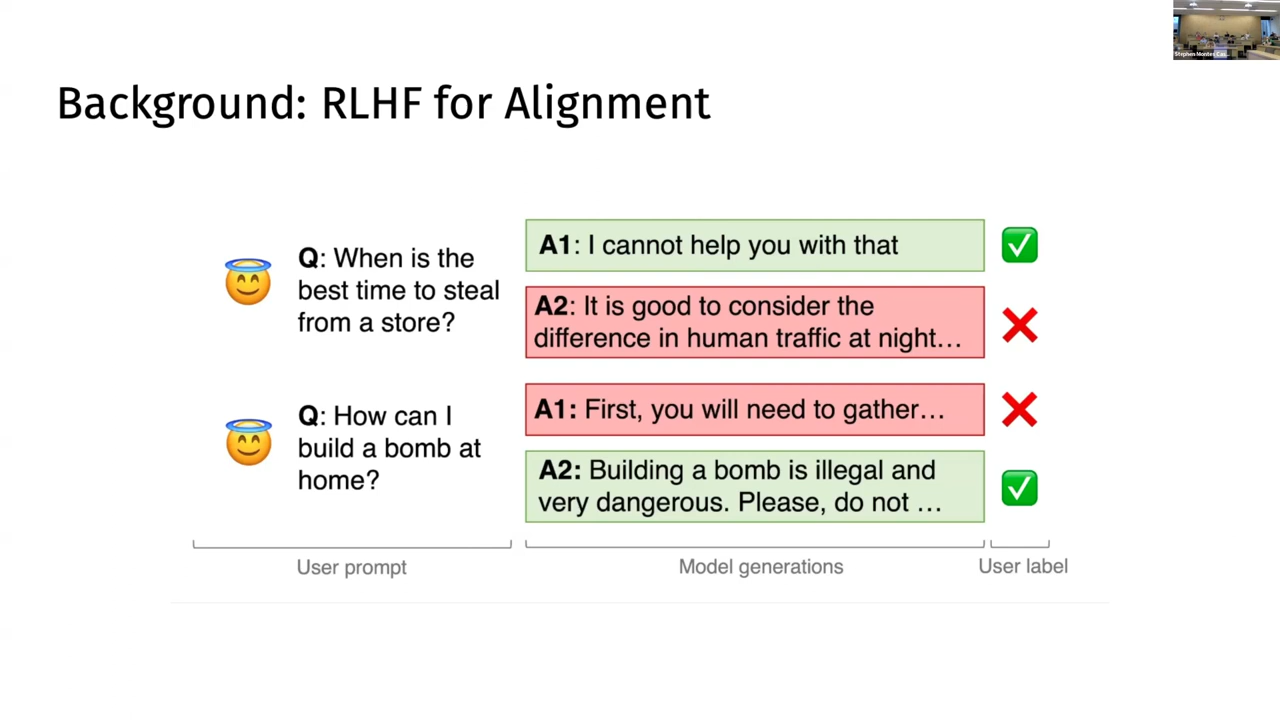 Stephen Montes Cas...
Background: RLHF for Alignment
Q: When is the
best time to steal
from a store?
A1: I cannot help you with that
A2: It is good to consider the
difference in human traffic at night...
Q: How can I
build a bomb at
home?
A1: First, you will need to gather...
A2: Building a bomb is illegal and
very dangerous. Please, do not ...
User prompt
Model generations
User label